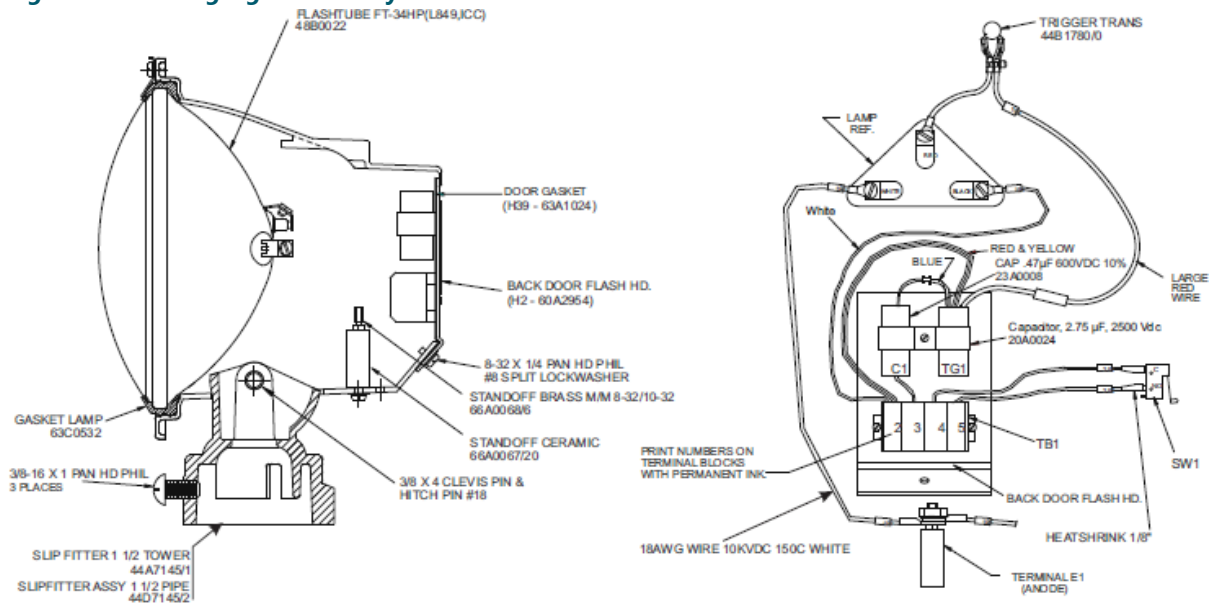 FLASHTUBE FT-34HP(L849,ICC)
48B0022
DOOR GASKET
(H39 - 63A1024)
BACK DOOR FLASH HD.
(H2 - 60A2954)
8-32 X 1/4 PAN HD PHIL
#8 SPLIT LOCKWASHER
STANDOFF BRASS M/M 8-32/10-32
66A0068/6
STANDOFF CERAMIC
66A0067/20
3/8 X 4 CLEVIS PIN &
HITCH PIN #18
GASKET LAMP
63C0532
3/8-16 X 1 PAN HD PHIL
3 PLACES
SLIP FITTER 1 1/2 TOWER
44A7145/1
SLIPFITTER ASSY 1 1/2 PIPE
44D7145/2
TRIGGER TRANS
44B1780/0
LAMP
REF.
RED
WHITE
BLACK
White
RED & YELLOW
BLUE
CAP .47µF 600VDC 10%
23A0008
LARGE
RED
WIRE
Capacitor, 2.75 µF, 2500 Vdc
20A0024
C1
TG1
C
NO
2
3
4
5
TB1
SW1
PRINT NUMBERS ON
TERMINAL BLOCKS
WITH PERMANENT INK.
BACK DOOR FLASH HD.
HEATSHRINK 1/8"
18AWG WIRE 10KVDC 150C WHITE
TERMINAL E1
(ANODE)